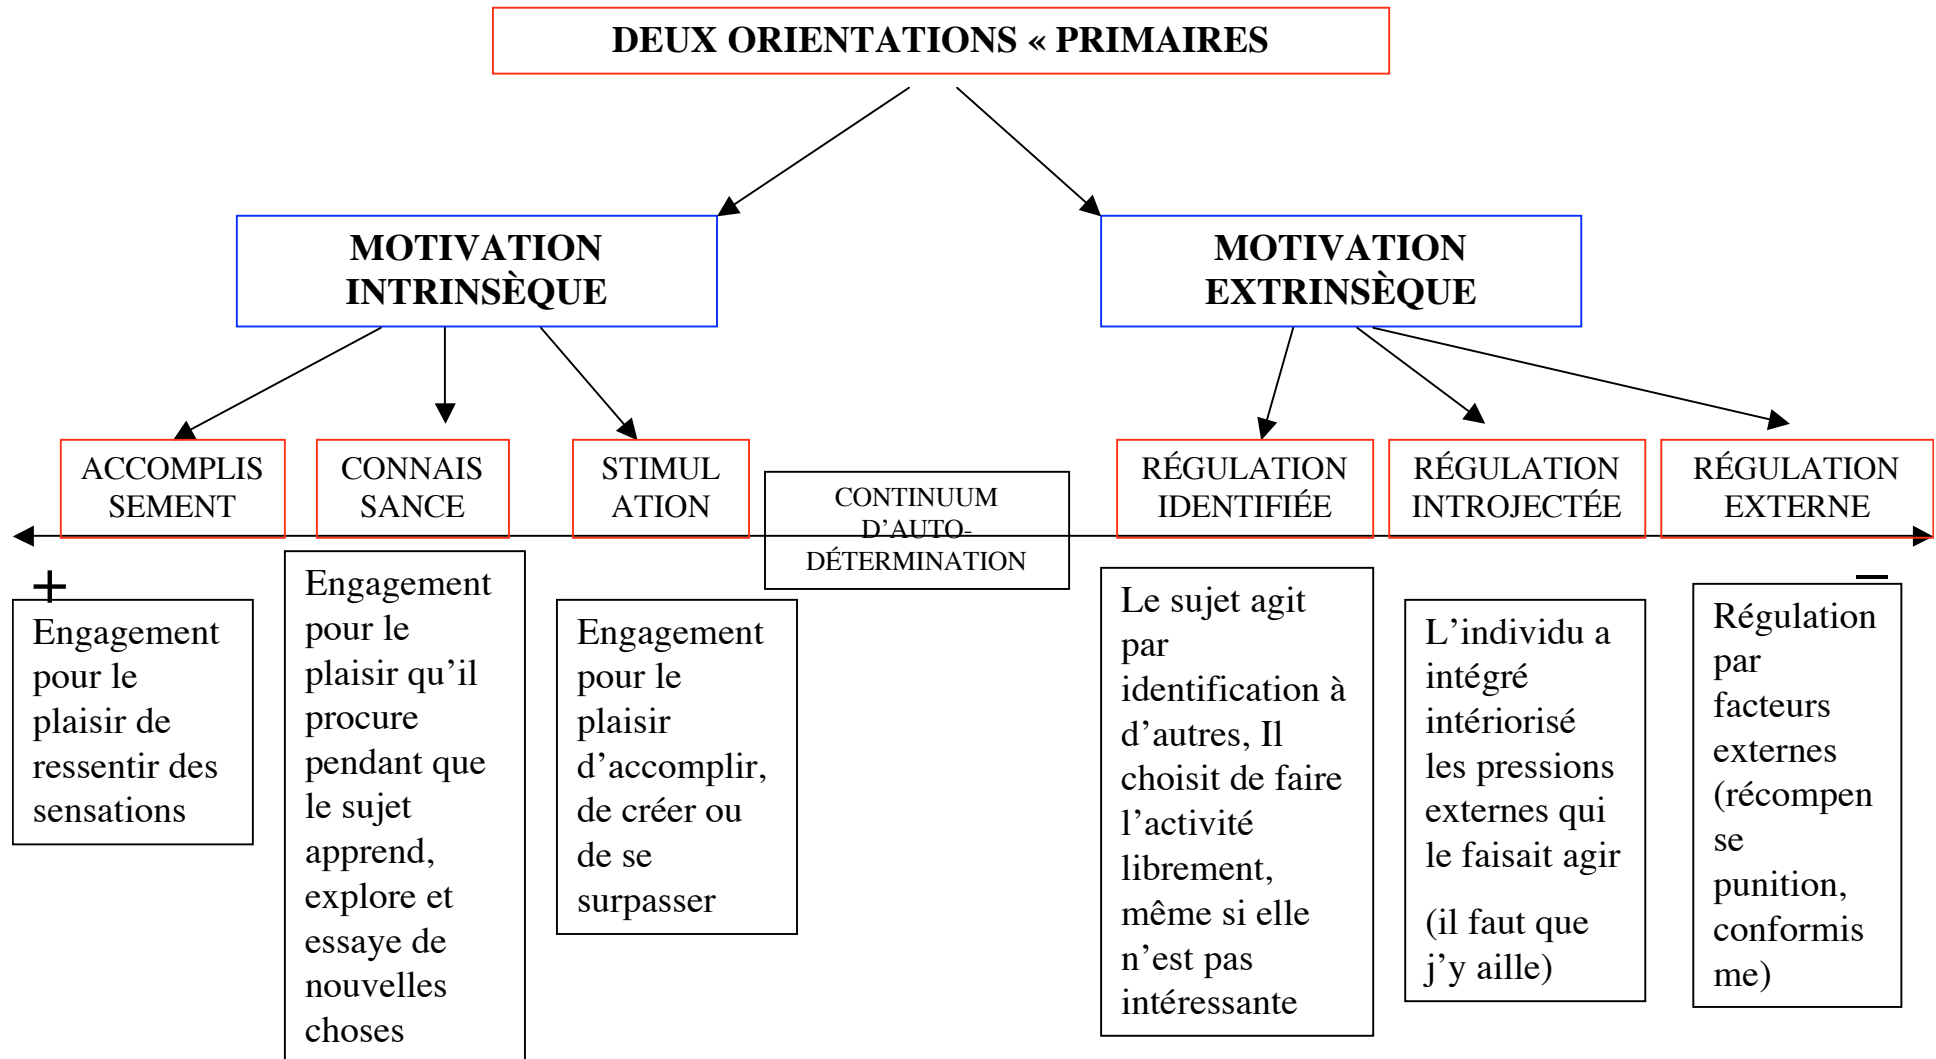 DEUX ORIENTATIONS « PRIMAIRES
MOTIVATION
INTRINSÈQUE
MOTIVATION
EXTRINSÈQUE
ACCOMPLIS
SEMENT
CONNAIS
SANCE
STIMUL
ATION
CONTINUUM
D’AUTO-
DÉTERMINATION
RÉGULATION
IDENTIFIÉE
RÉGULATION
INTROJECTÉE
RÉGULATION
EXTERNE
+
–
Engagement
pour le
plaisir de
ressentir des
sensations
Engagement
pour le
plaisir qu’il
procure
pendant que
le sujet
apprend,
explore et
essaye de
nouvelles
choses
Engagement
pour le
plaisir
d’accomplir,
de créer ou
de se
surpasser
Le sujet agit
par
identification à
d’autres, Il
choisit de faire
l’activité
librement,
même si elle
n’est pas
intéressante
L’individu a
intégré
intériorisé
les pressions
externes qui
le faisait agir
(il faut que
j’y aille)
Régulation
par
facteurs
externes
(récompen
se
punition,
conformis
me)